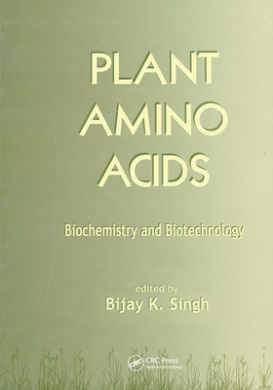 PLANT
AMINO
ACIDS
Biochemistry and Biotechnology
edited by
Bijay K. Singh
CRC Press